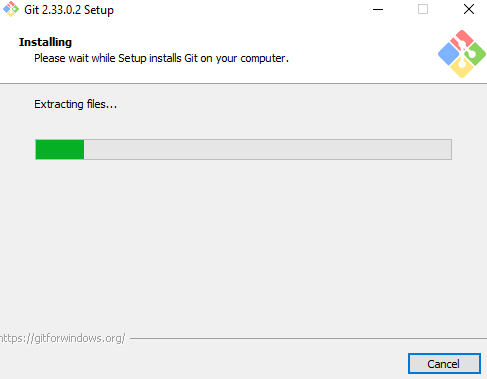 Git 2.33.0.2 Setup
Installing
Please wait while Setup installs Git on your computer.
Extracting files...
https://gitforwindows.org/
Cancel